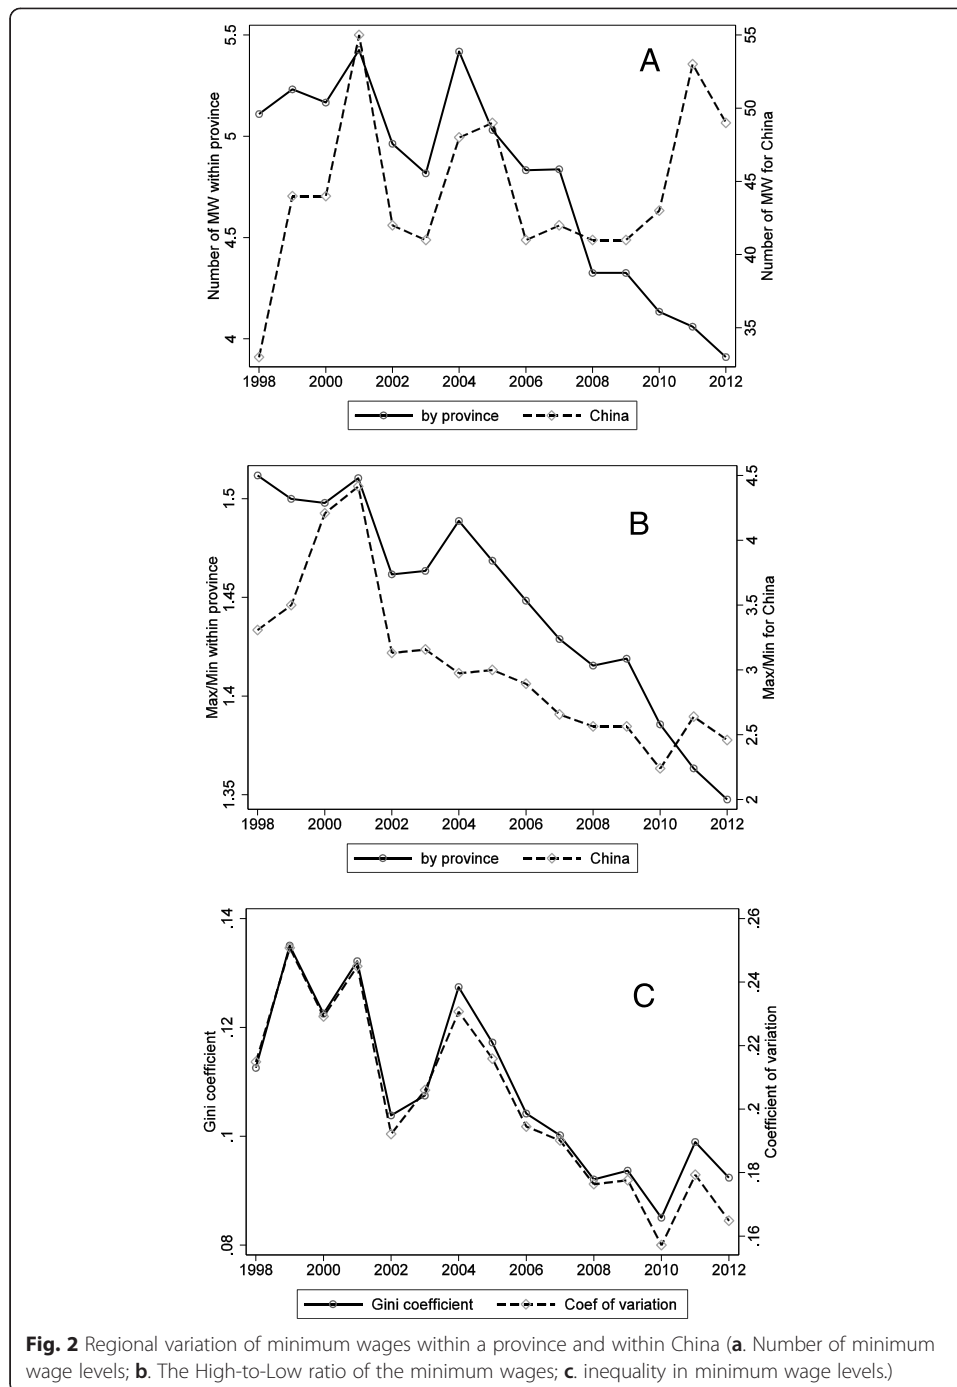 A
Number of MW within province
5.5
5
4.5
4
Number of MW for China
55
50
45
40
35
1998 2000 2002 2004 2006 2008 2010 2012
by province China
B
Max/Min within province
1.5
1.45
1.4
1.35
Max/Min for China
4.5
4
3.5
3
2.5
2
1998 2000 2002 2004 2006 2008 2010 2012
by province China
C
Gini coefficient
.14
.12
.1
.08
Coefficient of variation
.26
.24
.22
.2
.18
.16
1998 2000 2002 2004 2006 2008 2010 2012
Gini coefficient Coef of variation
Fig. 2 Regional variation of minimum wages within a province and within China (a. Number of minimum
wage levels; b. The High-to-Low ratio of the minimum wages; c. inequality in minimum wage levels.)